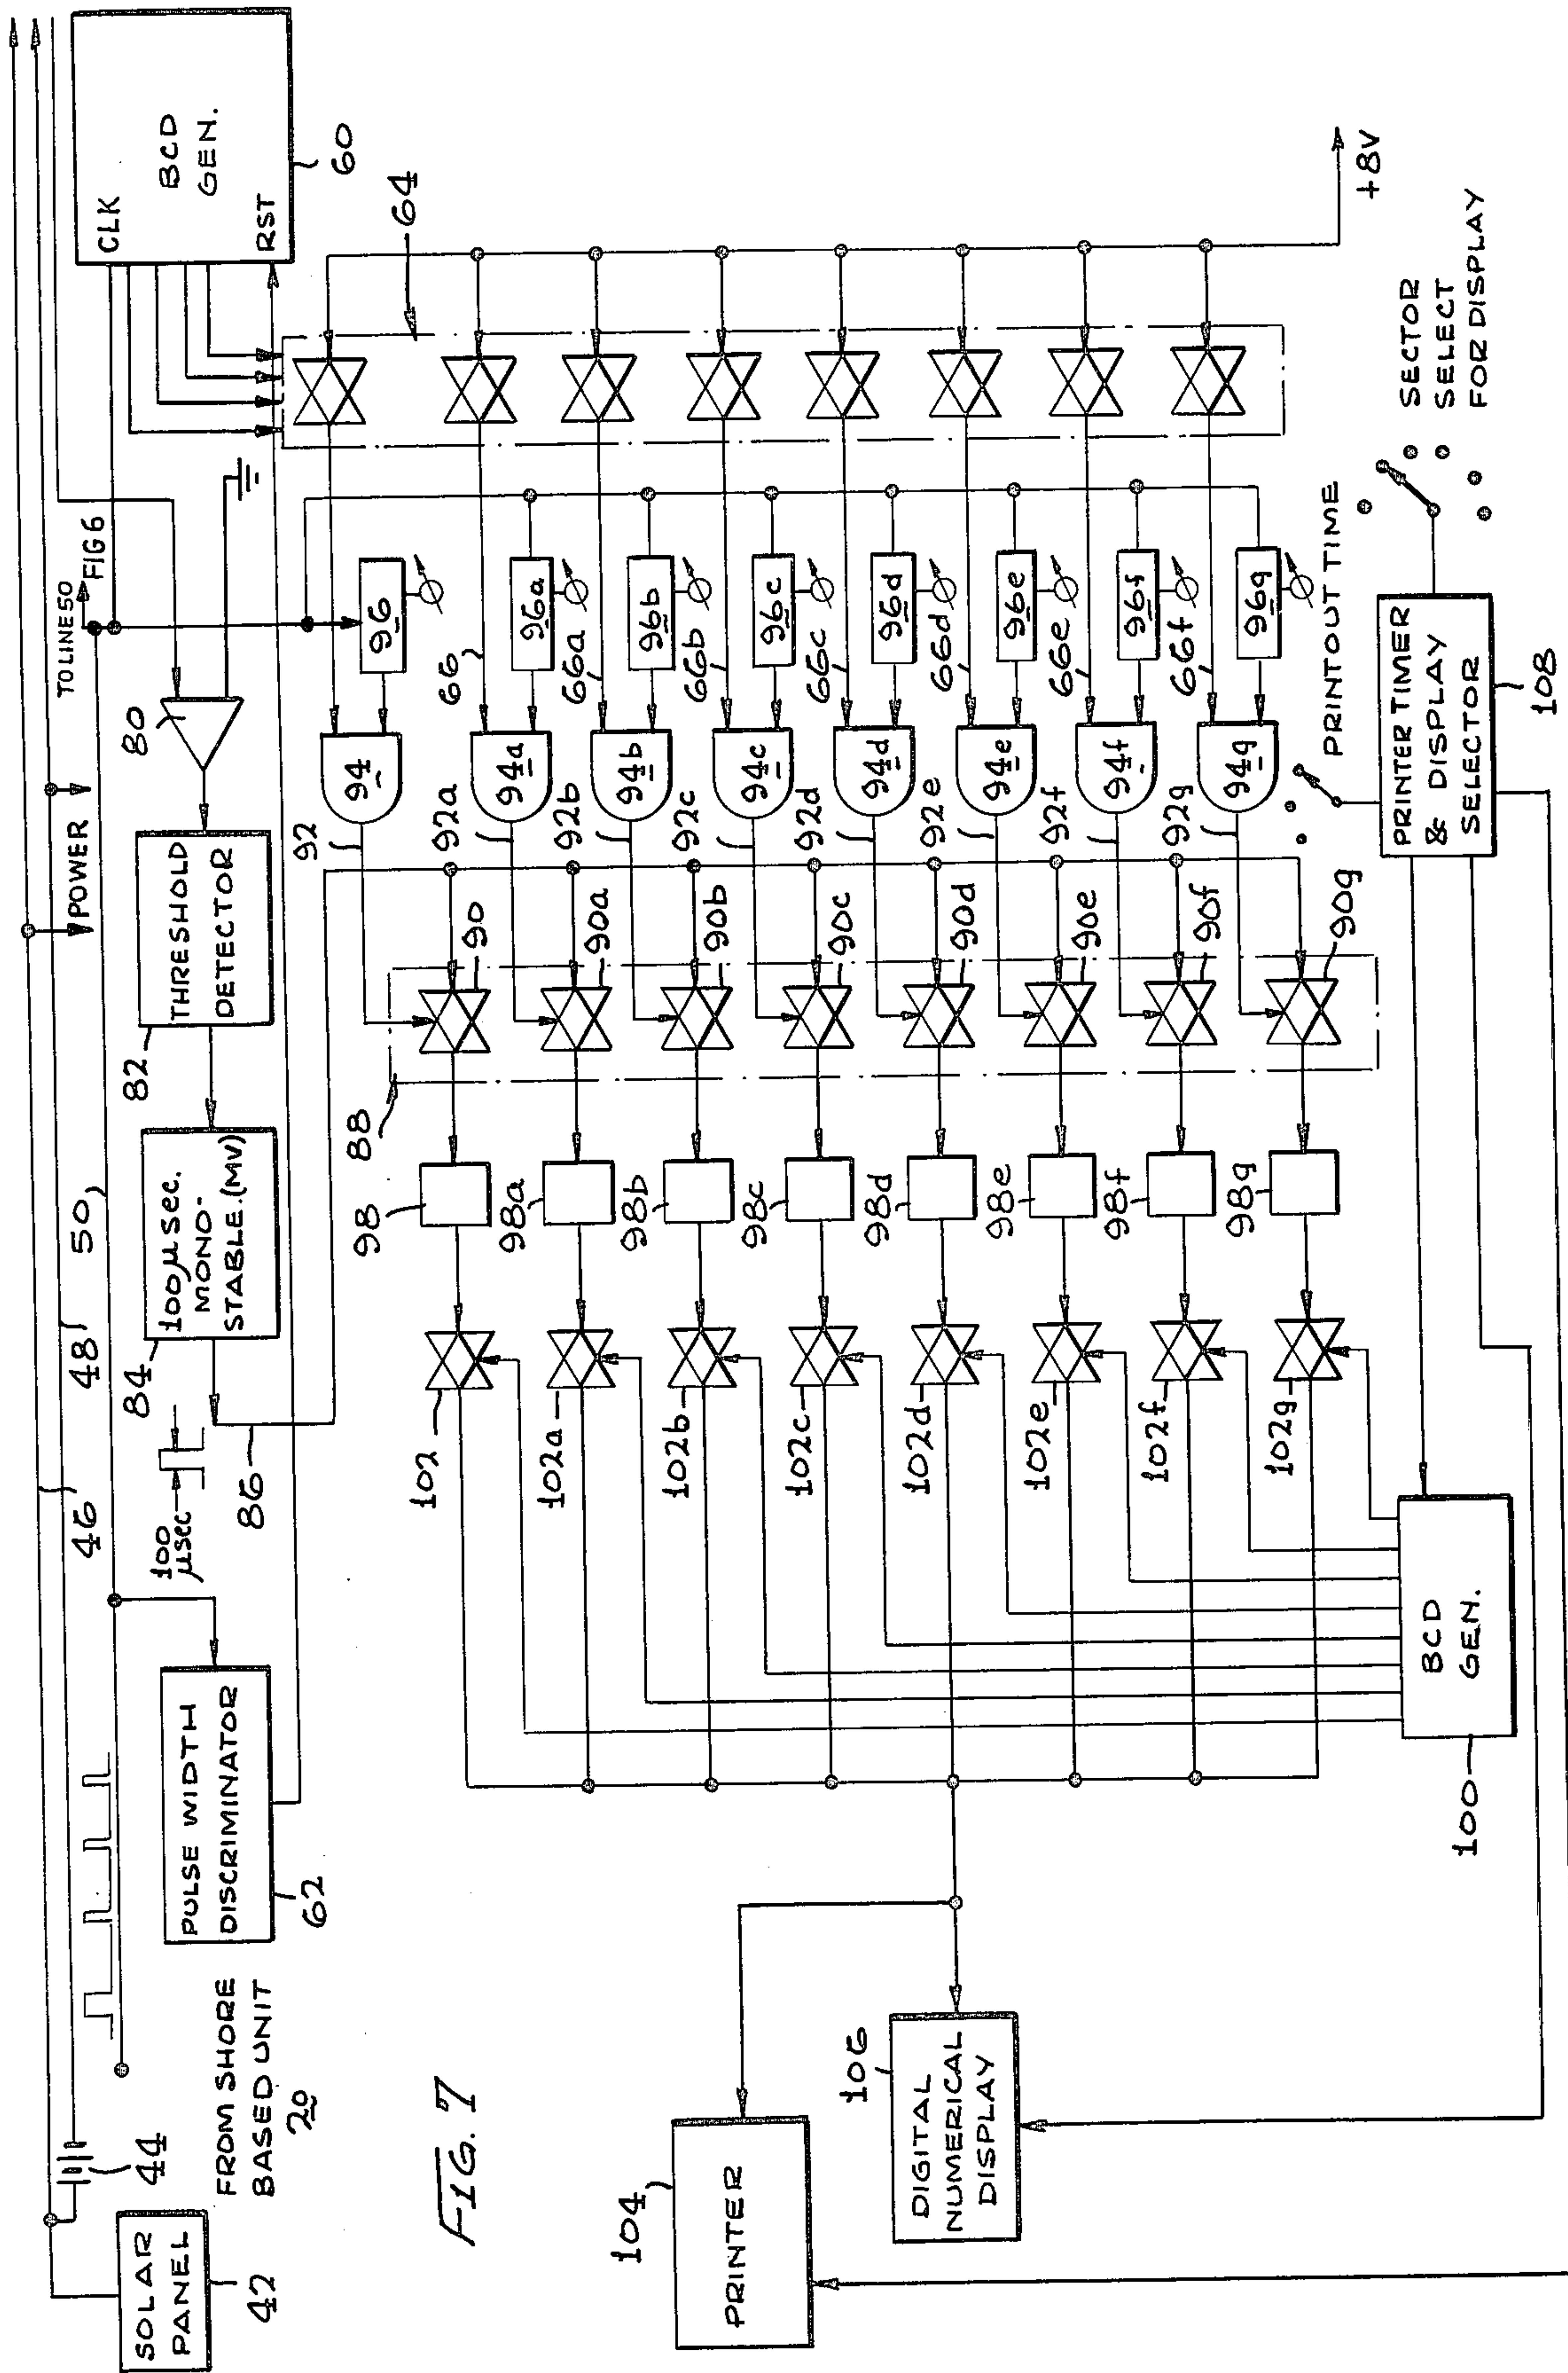 SOLAR
PANEL
42
44
FROM SHORE
BASED UNIT
20
46
48
50
PULSE WIDTH
DISCRIMINATOR
62
100
µsec
86
84
100µsec.
MONO-
STABLE.(MV)
82
THRESHOLD
DETECTOR
POWER
80
TO LINE 50
FIG 6
CLK
BCD
GEN.
RST
60
64
FIG. 7
102
98
88
90
92
94
96
66
102a
98a
90a
92a
94a
96a
66a
102b
98b
90b
92b
94b
96b
66b
102c
98c
90c
92c
94c
96c
66c
102d
98d
90d
92d
94d
96d
66d
102e
98e
90e
92e
94e
96e
66e
102f
98f
90f
92f
94f
96f
66f
102g
98g
90g
92g
94g
96g
+8V
104
PRINTER
106
DIGITAL
NUMERICAL
DISPLAY
100
BCD
GEN.
PRINTOUT TIME
PRINTER TIMER
& DISPLAY
SELECTOR
108
SECTOR
SELECT
FOR DISPLAY